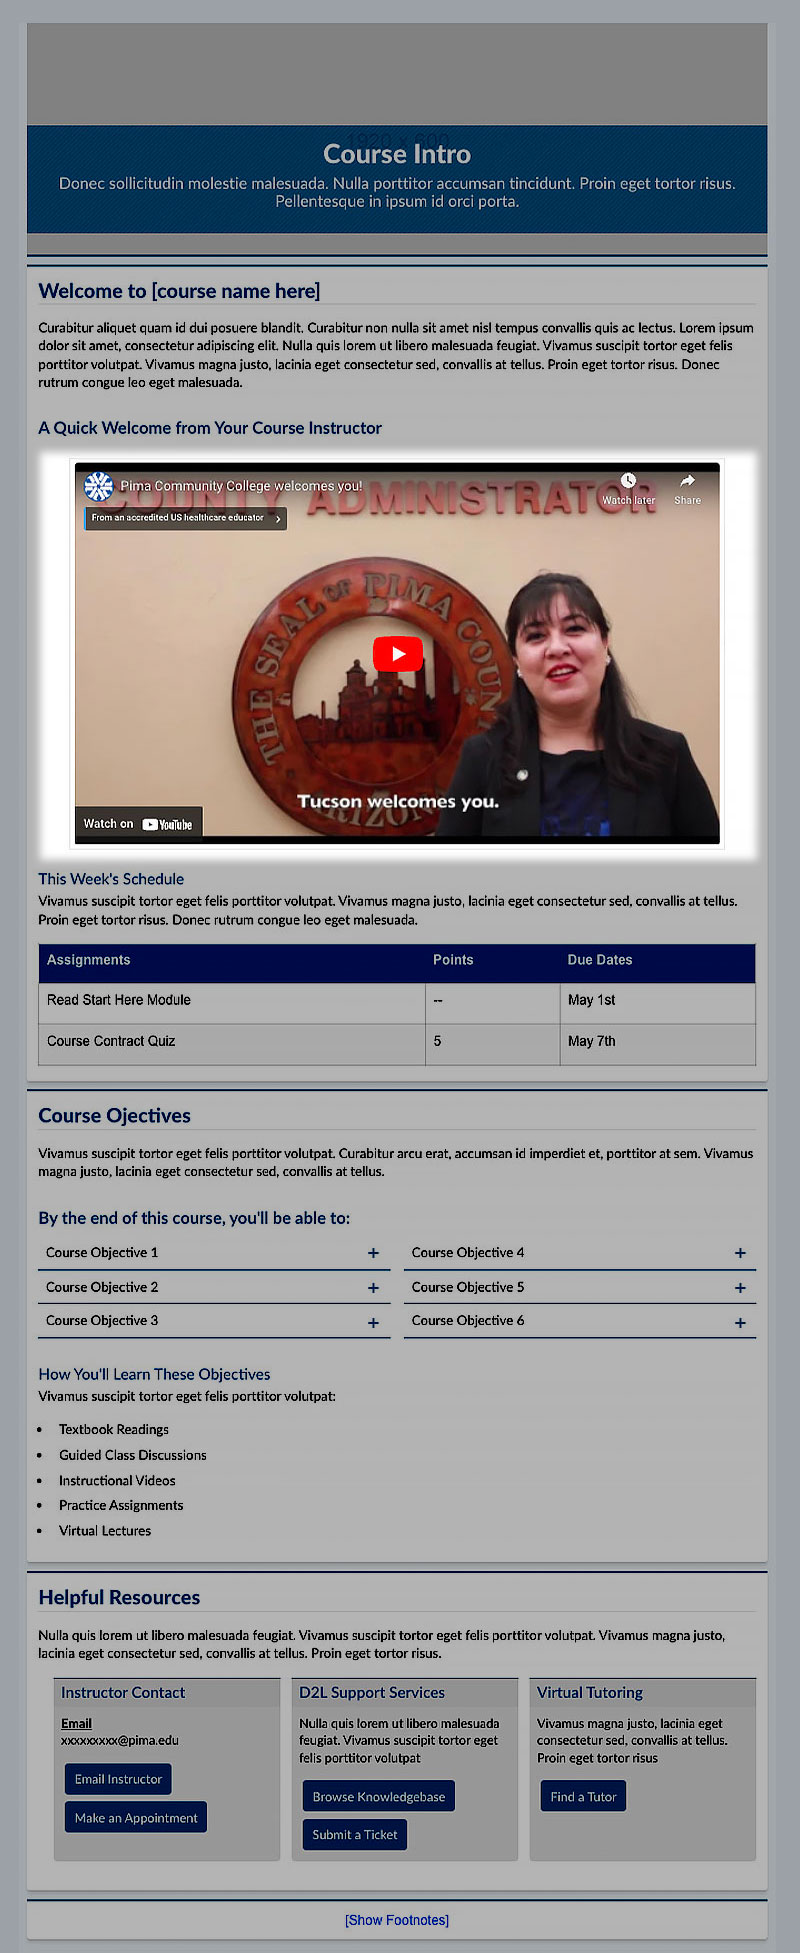 1920 x 600
Course Intro
Donec sollicitudin molestie malesuada. Nulla porttitor accumsan tincidunt. Proin eget tortor risus.
Pellentesque in ipsum id orci porta.
Welcome to [course name here]
Curabitur aliquet quam id dui posuere blandit. Curabitur non nulla sit amet nisl tempus convallis quis ac lectus. Lorem ipsum
dolor sit amet, consectetur adipiscing elit. Nulla quis lorem ut libero malesuada feugiat. Vivamus suscipit tortor eget felis
porttitor volutpat. Vivamus magna justo, lacinia eget consectetur sed, convallis at tellus. Proin eget tortor risus. Donec
rutrum congue leo eget malesuada.
A Quick Welcome from Your Course Instructor
Pima Community College welcomes you!
COUNTY ADMINISTRATOR
Watch later
Share
From an accredited US healthcare educator
THE SEAL OF PIMA COUN
ARIZON
Tucson welcomes you.
Watch on YouTube
This Week's Schedule
Vivamus suscipit tortor eget felis porttitor volutpat. Vivamus magna justo, lacinia eget consectetur sed, convallis at tellus.
Proin eget tortor risus. Donec rutrum congue leo eget malesuada.
Assignments Points Due Dates
Read Start Here Module -- May 1st
Course Contract Quiz 5 May 7th
Course Ojectives
Vivamus suscipit tortor eget felis porttitor volutpat. Curabitur arcu erat, accumsan id imperdiet et, porttitor at sem. Vivamus
magna justo, lacinia eget consectetur sed, convallis at tellus.
By the end of this course, you'll be able to:
Course Objective 1 +
Course Objective 2 +
Course Objective 3 +
Course Objective 4 +
Course Objective 5 +
Course Objective 6 +
How You'll Learn These Objectives
Vivamus suscipit tortor eget felis porttitor volutpat:
• Textbook Readings
• Guided Class Discussions
• Instructional Videos
• Practice Assignments
• Virtual Lectures
Helpful Resources
Nulla quis lorem ut libero malesuada feugiat. Vivamus suscipit tortor eget felis porttitor volutpat. Vivamus magna justo,
lacinia eget consectetur sed, convallis at tellus. Proin eget tortor risus.
Instructor Contact
Email
xxxxxxxxx@pima.edu
Email Instructor
Make an Appointment
D2L Support Services
Nulla quis lorem ut libero malesuada
feugiat. Vivamus suscipit tortor eget
felis porttitor volutpat
Browse Knowledgebase
Submit a Ticket
Virtual Tutoring
Vivamus magna justo, lacinia eget
consectetur sed, convallis at tellus.
Proin eget tortor risus
Find a Tutor
[Show Footnotes]